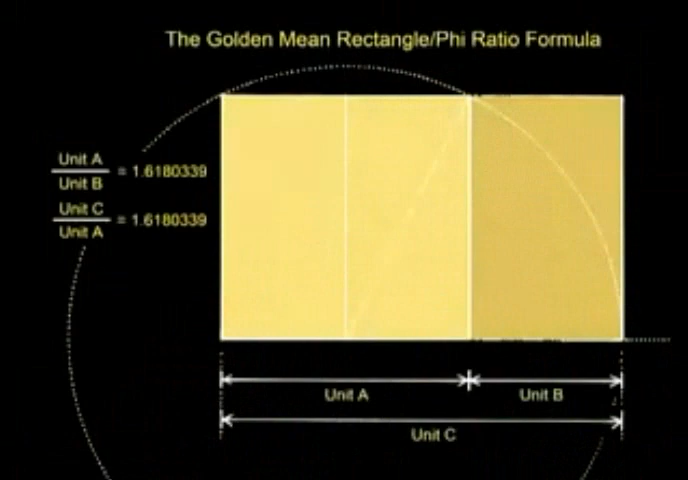 The Golden Mean Rectangle/Phi Ratio Formula
Unit A
Unit B
= 1.6180339
Unit C
Unit A
= 1.6180339
Unit A
Unit B
Unit C